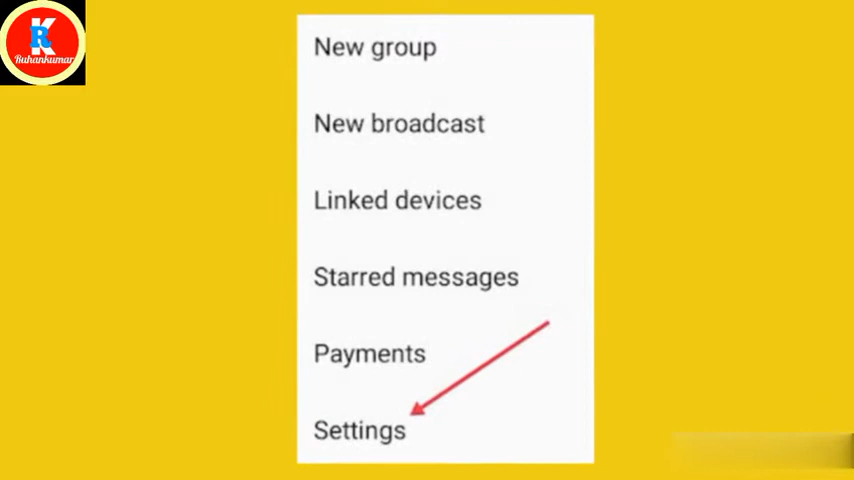 K
R
Ruhankumar
New group
New broadcast
Linked devices
Starred messages
Payments
Settings